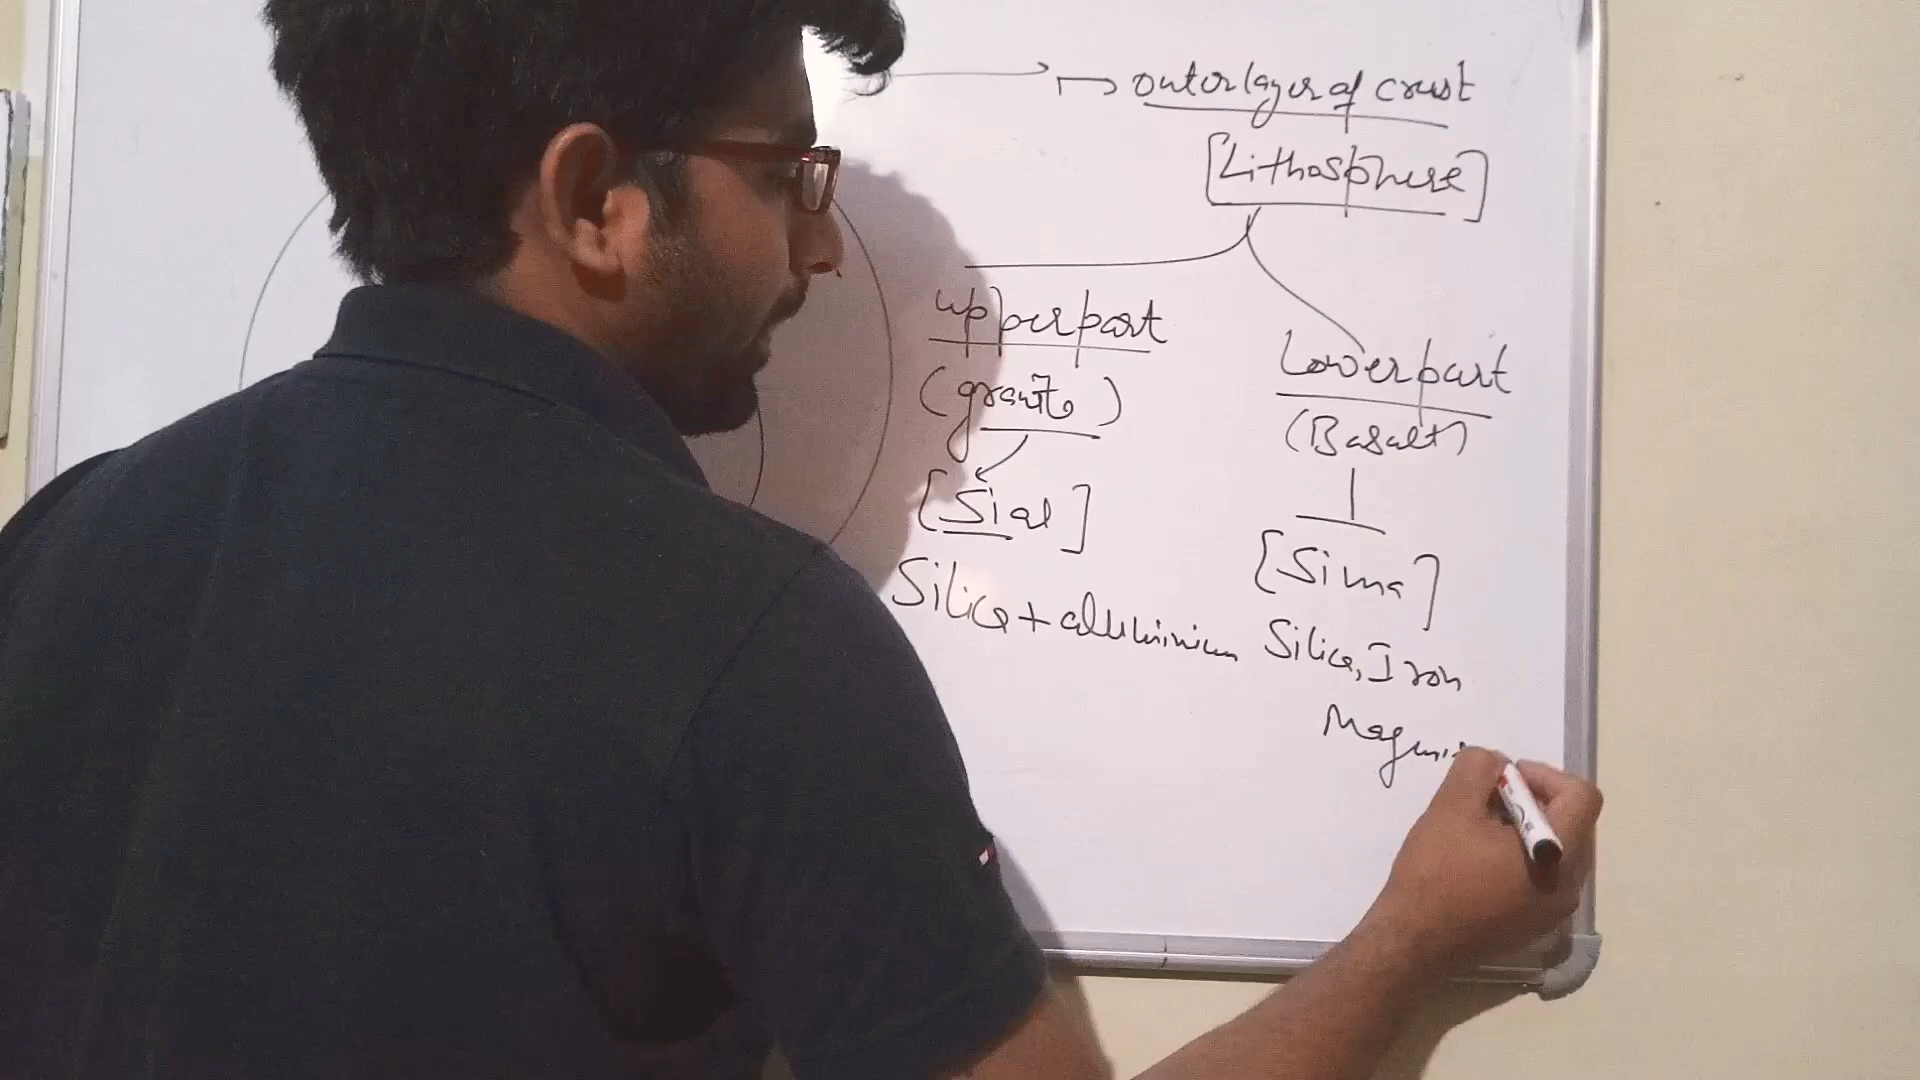 outer layer of crust
[Lithosphere]
upper part
(granite)
[Sial]
Silica + aluminium
Lower part
(Basalt)
[Sima]
Silica, Iron